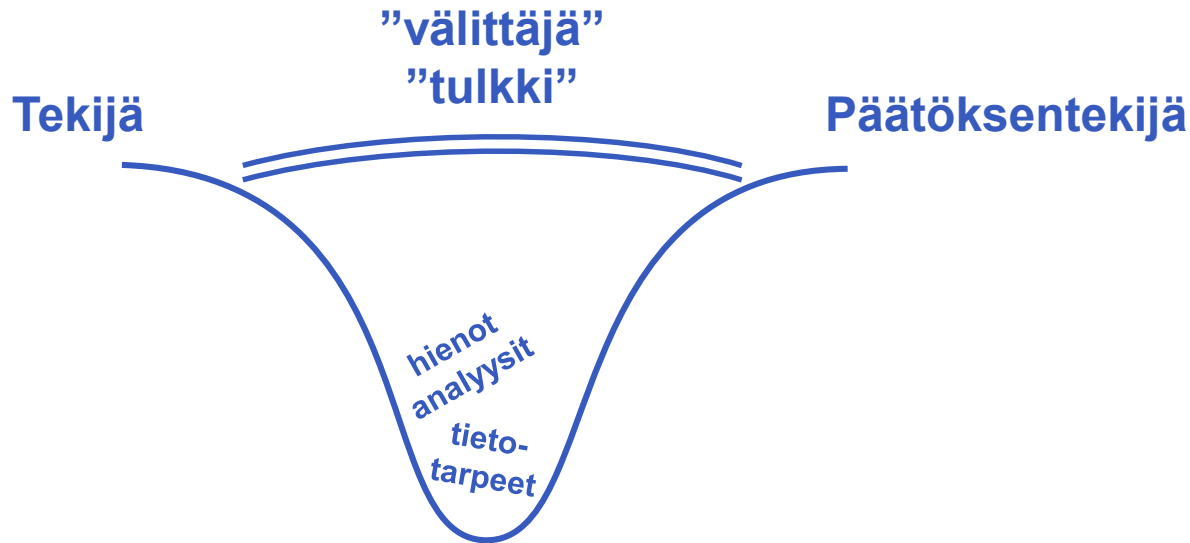 ”välittäjä”
”tulkki”
Tekijä
Päätöksentekijä
hienot
analyysit
tieto-
tarpeet